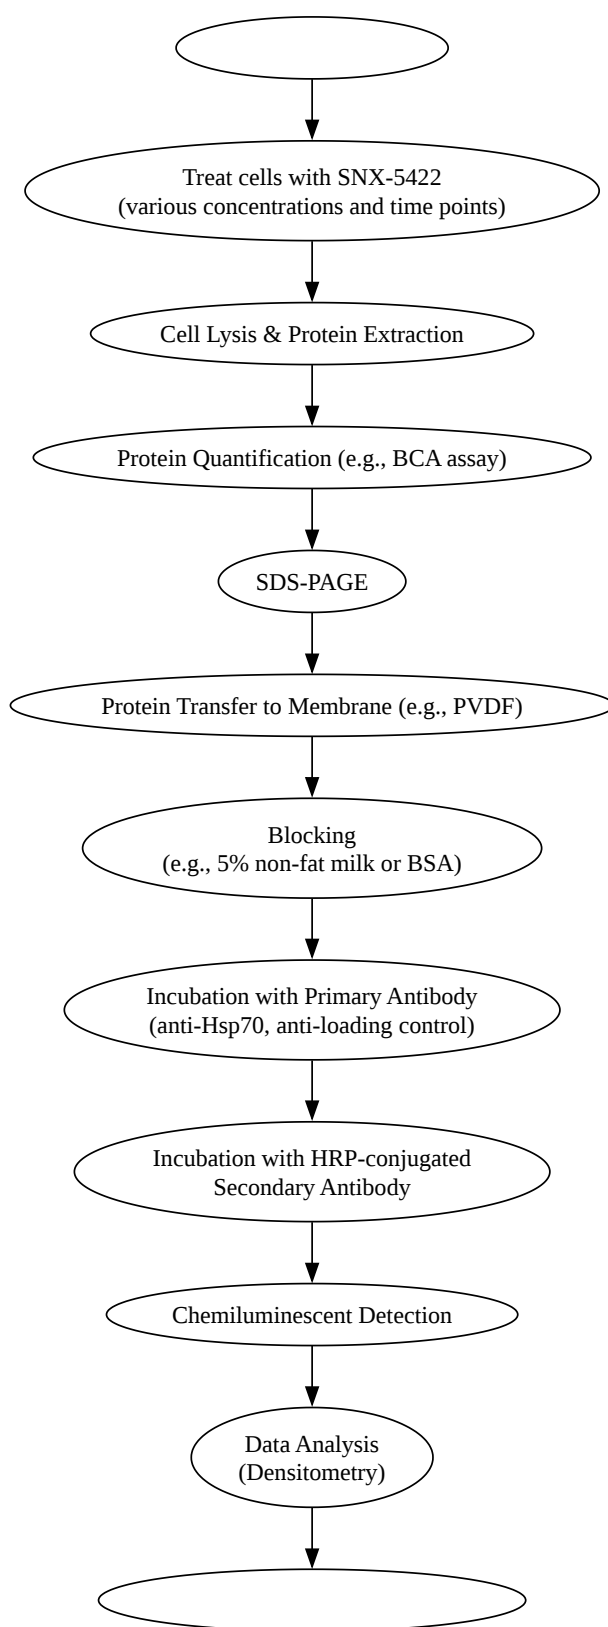 Treat cells with SNX-5422
(various concentrations and time points)
Cell Lysis & Protein Extraction
Protein Quantification (e.g., BCA assay)
SDS-PAGE
Protein Transfer to Membrane (e.g., PVDF)
Blocking
(e.g., 5% non-fat milk or BSA)
Incubation with Primary Antibody
(anti-Hsp70, anti-loading control)
Incubation with HRP-conjugated
Secondary Antibody
Chemiluminescent Detection
Data Analysis
(Densitometry)